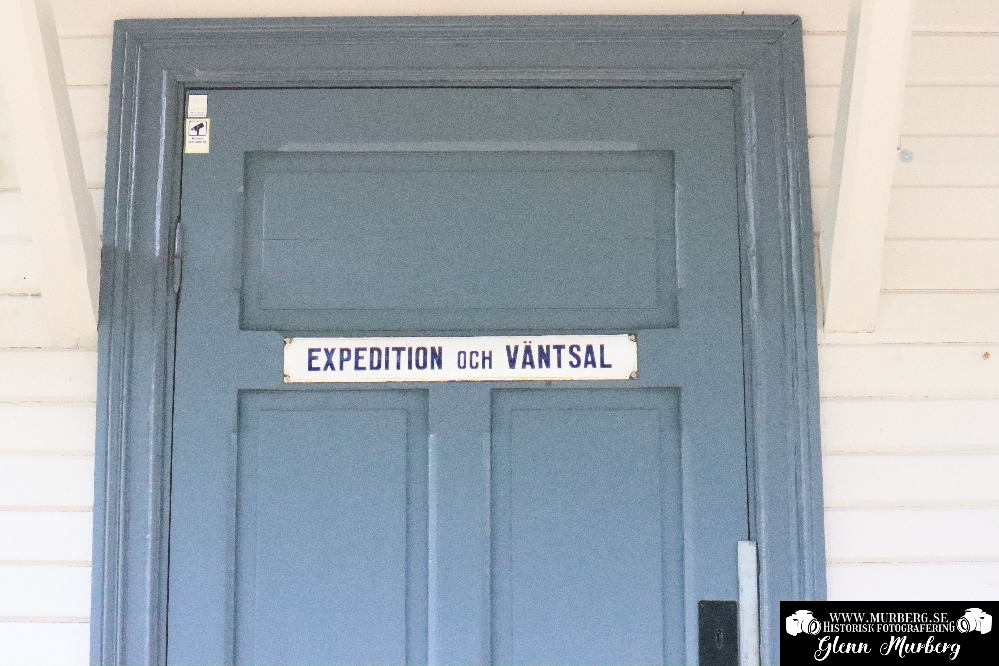 EXPEDITION OCH VÄNTSAL
WWW.MURBERG.SE
HISTORISK FOTOGRAFERING
Glenn Murberg